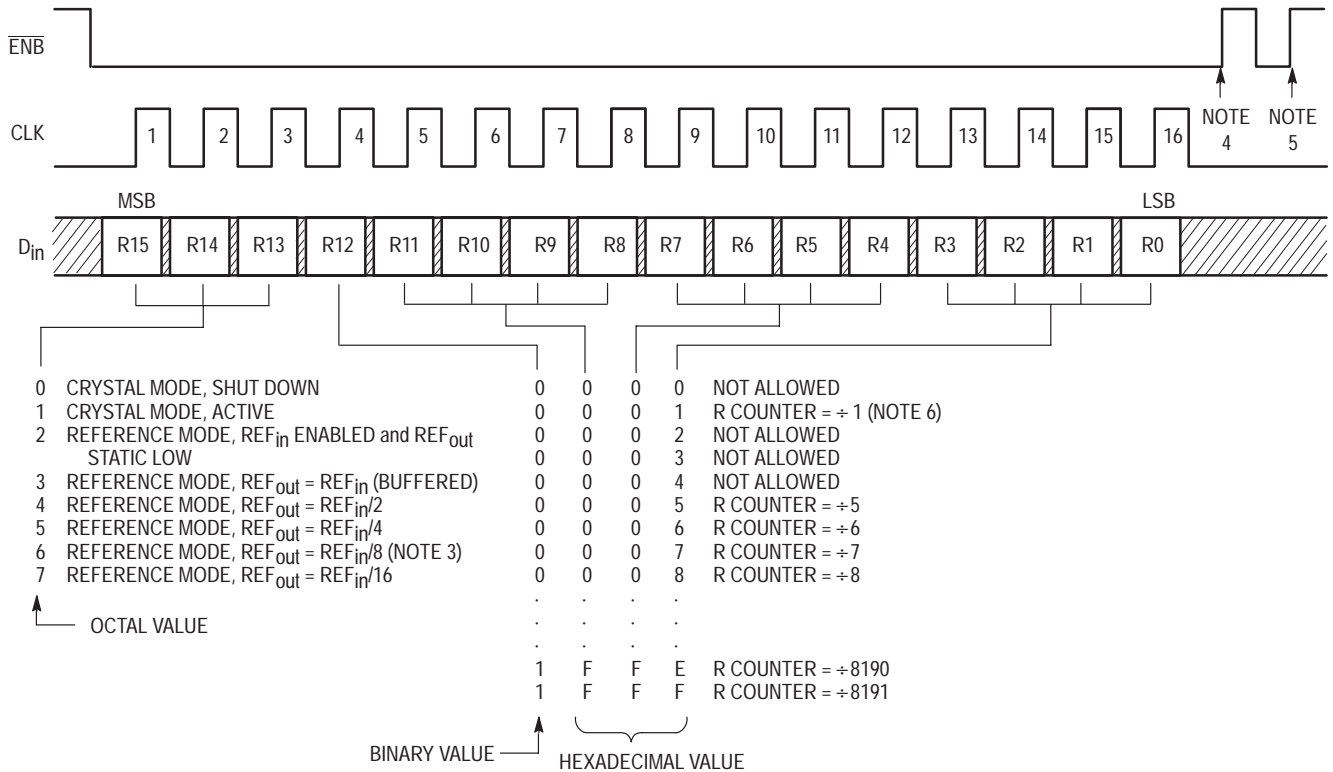 ENB
CLK
1 2 3 4 5 6 7 8 9 10 11 12 13 14 15 16
NOTE 4
NOTE 5
MSB
LSB
Din
R15 R14 R13 R12 R11 R10 R9 R8 R7 R6 R5 R4 R3 R2 R1 R0
0 CRYSTAL MODE, SHUT DOWN
1 CRYSTAL MODE, ACTIVE
2 REFERENCE MODE, REFin ENABLED and REFout
STATIC LOW
3 REFERENCE MODE, REFout = REFin (BUFFERED)
4 REFERENCE MODE, REFout = REFin/2
5 REFERENCE MODE, REFout = REFin/4
6 REFERENCE MODE, REFout = REFin/8 (NOTE 3)
7 REFERENCE MODE, REFout = REFin/16
OCTAL VALUE
0 0 0 0 NOT ALLOWED
0 0 0 1 R COUNTER = ÷ 1 (NOTE 6)
0 0 0 2 NOT ALLOWED
0 0 0 3 NOT ALLOWED
0 0 0 4 NOT ALLOWED
0 0 0 5 R COUNTER = ÷5
0 0 0 6 R COUNTER = ÷6
0 0 0 7 R COUNTER = ÷7
0 0 0 8 R COUNTER = ÷8
. . . .
. . . .
. . . .
1 F F E R COUNTER = ÷8190
1 F F F R COUNTER = ÷8191
BINARY VALUE
HEXADECIMAL VALUE